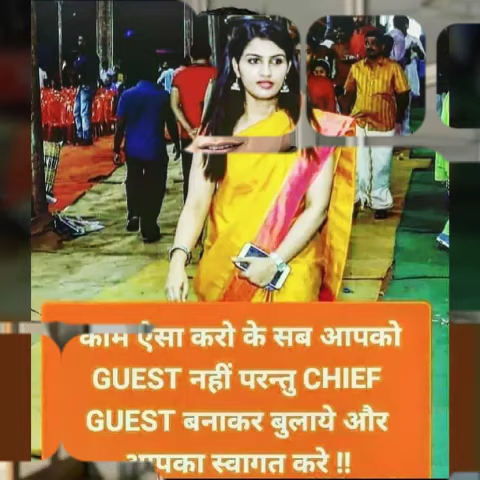 काम ऐसा करो के सब आपको
GUEST नहीं परन्तु CHIEF
GUEST बनाकर बुलाये और
आपका स्वागत करे !!